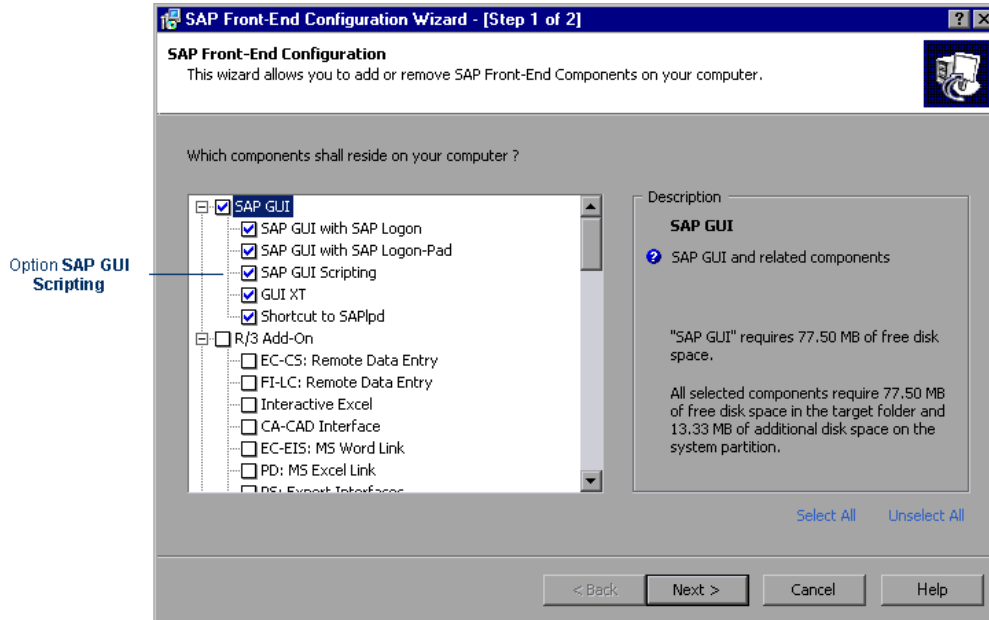 SAP Front-End Configuration Wizard - [Step 1 of 2]
SAP Front-End Configuration
This wizard allows you to add or remove SAP Front-End Components on your computer.
Which components shall reside on your computer ?
SAP GUI
SAP GUI with SAP Logon
SAP GUI with SAP Logon-Pad
SAP GUI Scripting
GUI XT
Shortcut to SAPlpd
R/3 Add-On
EC-CS: Remote Data Entry
FI-LC: Remote Data Entry
Interactive Excel
CA-CAD Interface
EC-EIS: MS Word Link
PD: MS Excel Link
PS: Export Interfaces
Option SAP GUI
Scripting
Description
SAP GUI
SAP GUI and related components
"SAP GUI" requires 77.50 MB of free disk
space.
All selected components require 77.50 MB
of free disk space in the target folder and
13.33 MB of additional disk space on the
system partition.
Select All
Unselect All
< Back
Next >
Cancel
Help